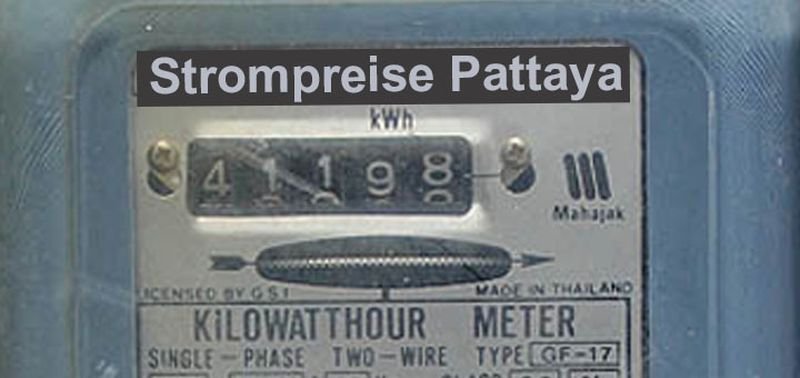 Strompreise Pattaya
kWh
4 1 1 9 8
Mahajak
LICENSED BY G S I
MADE IN THAILAND
KiLOWATTHOUR METER
SINGLE-PHASE TWO-WIRE TYPE GF-17